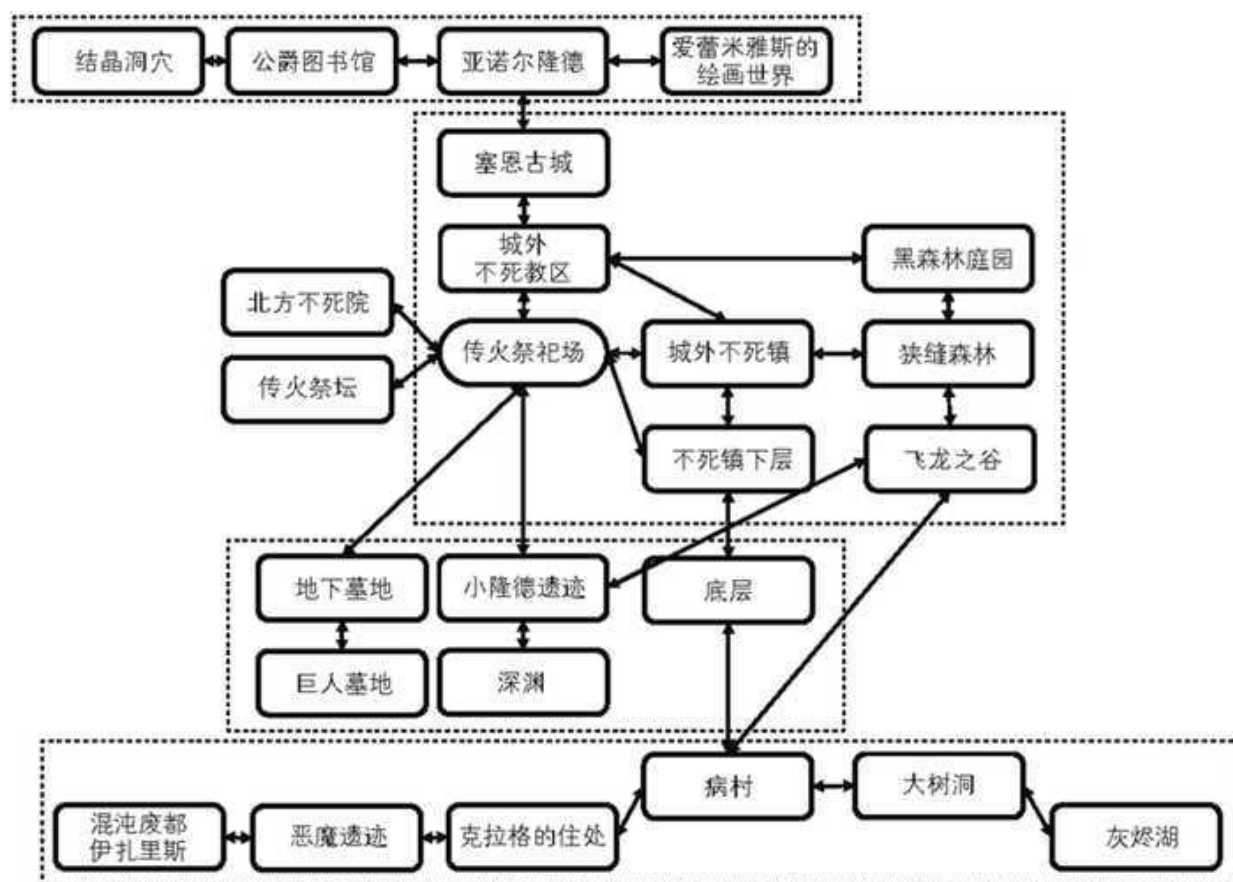 结晶洞穴
公爵图书馆
亚诺尔隆德
爱蕾米雅斯的
绘画世界
塞恩古城
城外
不死教区
黑森林庭园
北方不死院
传火祭祀场
城外不死镇
狭缝森林
传火祭坛
不死镇下层
飞龙之谷
地下墓地
小隆德遗迹
底层
巨人墓地
深渊
病村
大树洞
混沌废都
伊扎里斯
恶魔遗迹
克拉格的住处
灰烬湖